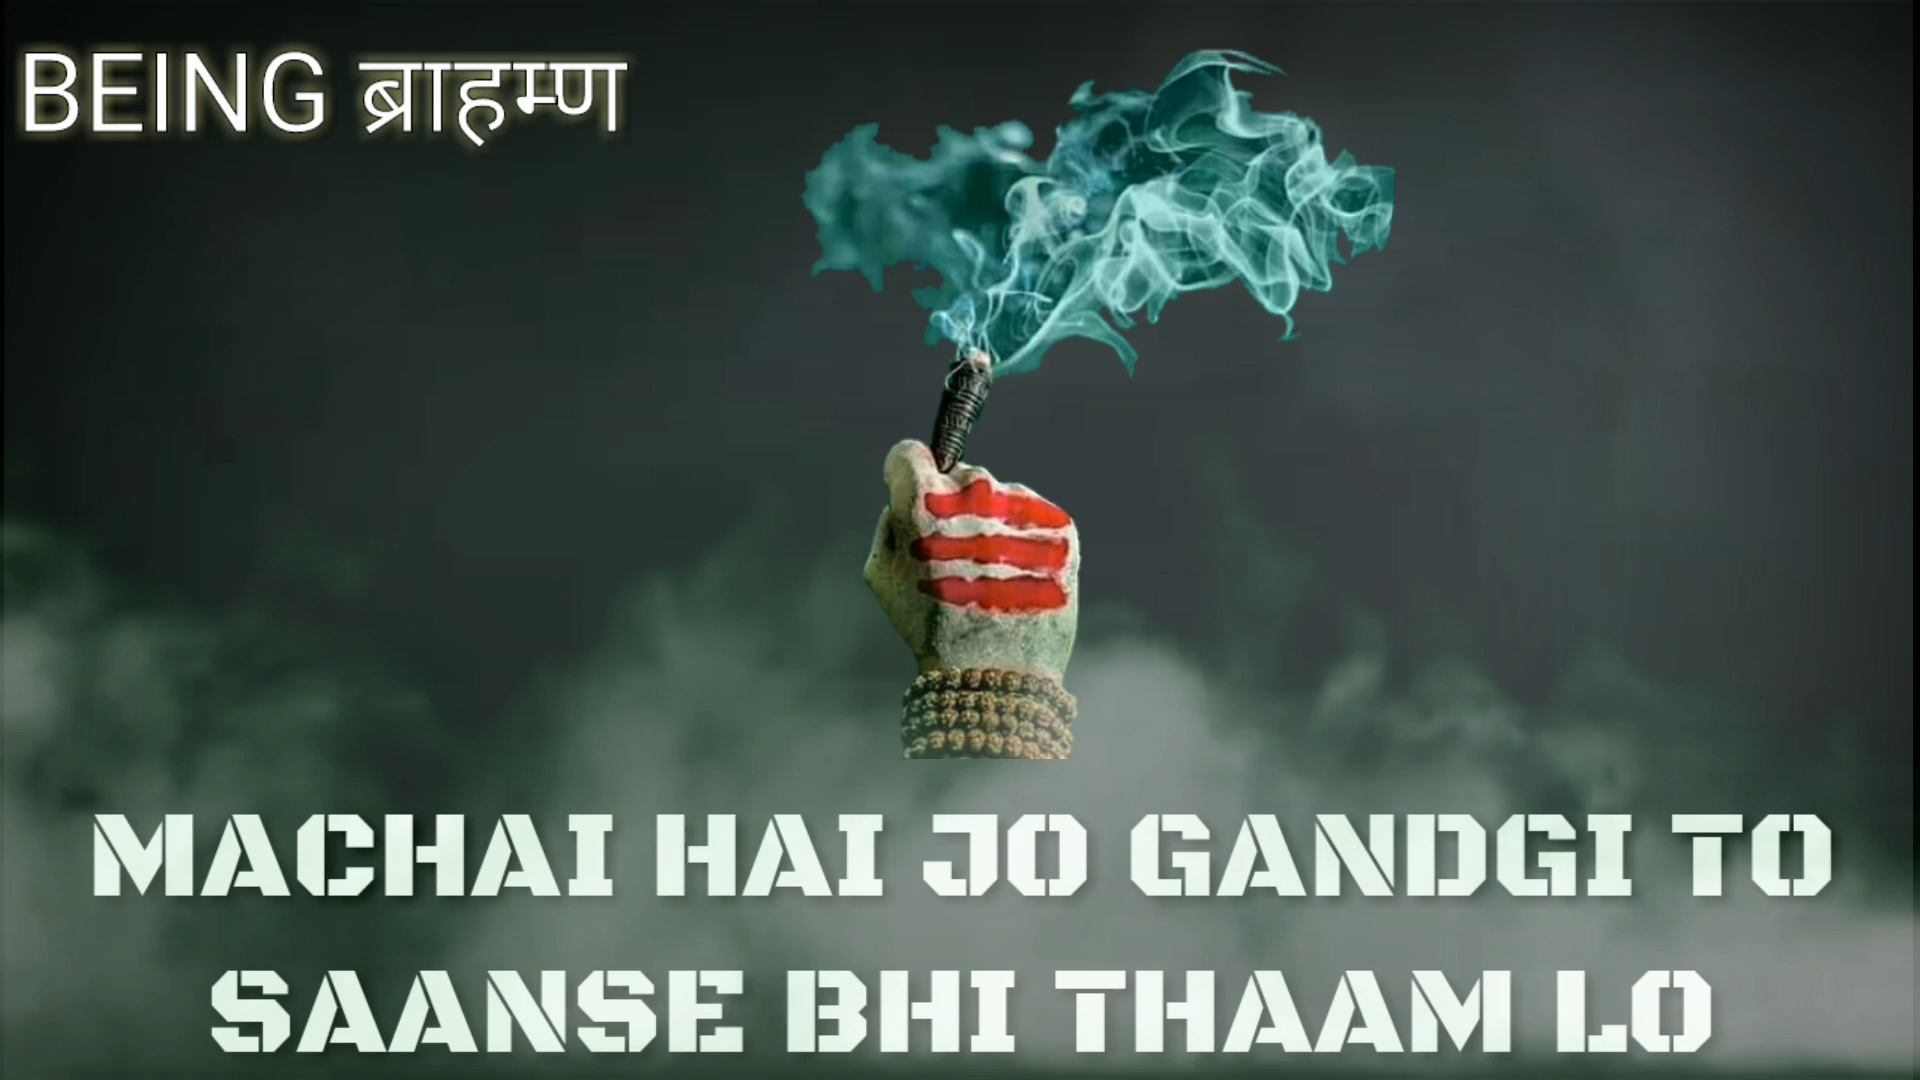 BEING ब्राहम्ण
MACHAI HAI JO GANDGI TO
SAANSE BHI THAAM LO